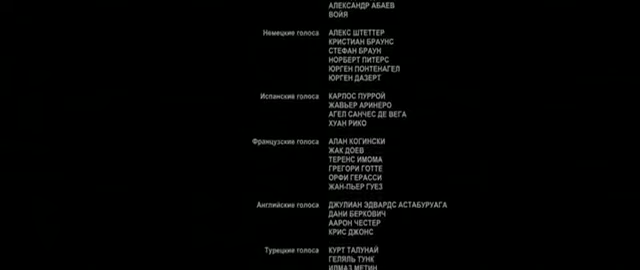 АЛЕКСАНДР АБАЕВ
ВОЙЯ
Немецкие голоса АЛЕКС ШТЕТТЕР
КРИСТИАН БРАУНС
СТЕФАН БРАУН
НОРБЕРТ ПИТЕРС
ЮРГЕН ПОНТЕНАГЕЛ
ЮРГЕН ДАЗЕРТ
Испанские голоса КАРЛОС ПУРРОЙ
ЖАВЬЕР АРИНЕРО
АГЕЛ САНЧЕС ДЕ ВЕГА
ХУАН РИКО
Французские голоса АЛАН КОГИНСКИ
ЖАК ДОЕВ
ТЕРЕНС ИМОМА
ГРЕГОРИ ГОТТЕ
ОРФИ ГЕРАССИ
ЖАН-ПЬЕР ГУЕЗ
Английские голоса ДЖУЛИАН ЭДВАРДС АСТАБУРУАГА
ДАНИ БЕРКОВИЧ
ААРОН ЧЕСТЕР
КРИС ДЖОНС
Турецкие голоса КУРТ ТАЛУНАЙ
ГЕЛЯЛЬ ТУНК
ИЛМАЗ МЕТИН